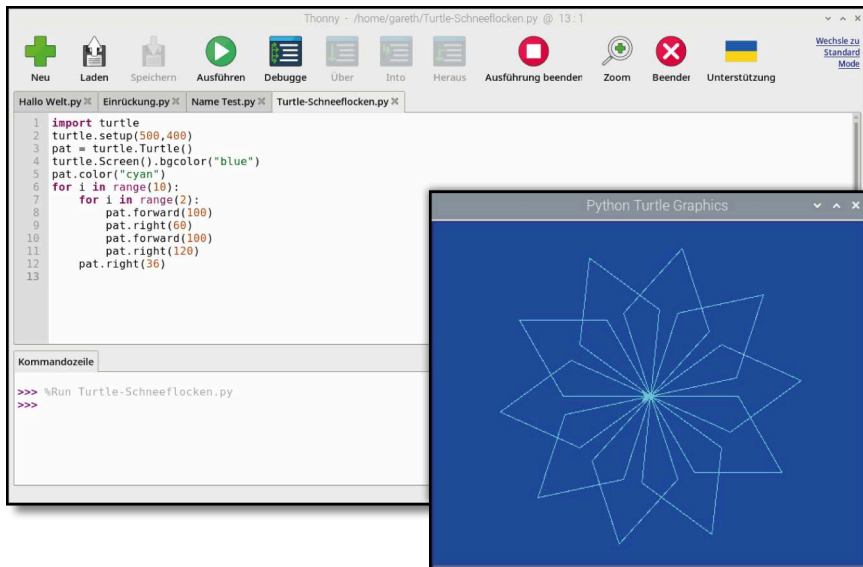 Thonny - /home/gareth/Turtle-Schneeflocken.py @ 13:1
Neu Laden Speichern Ausführen Debugge Über Into Heraus Ausführung beenden Zoom Beender Unterstützung
Wechsle zu
Standard
Mode
Hallo Welt.py Einrückung.py Name Test.py Turtle-Schneeflocken.py
1 import turtle
2 turtle.setup(500,400)
3 pat = turtle.Turtle()
4 turtle.Screen().bgcolor("blue")
5 pat.color("cyan")
6 for i in range(10):
7     for i in range(2):
8         pat.forward(100)
9         pat.right(60)
10         pat.forward(100)
11         pat.right(120)
12     pat.right(36)
13
Kommandozeile
>>> %Run Turtle-Schneeflocken.py
>>>
Python Turtle Graphics